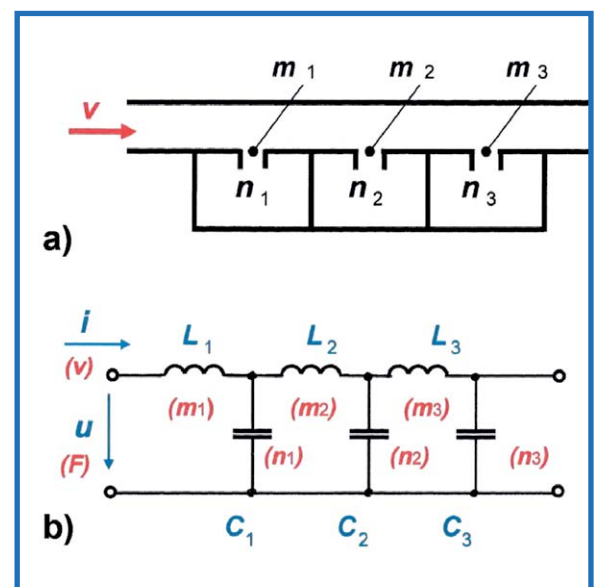 m 1 m 2 m 3
v
n 1 n 2 n 3
a)
i L 1 L 2 L 3
(v)
(m1) (m2) (m3)
u
(F) (n1) (n2) (n3)
b) C 1 C 2 C 3